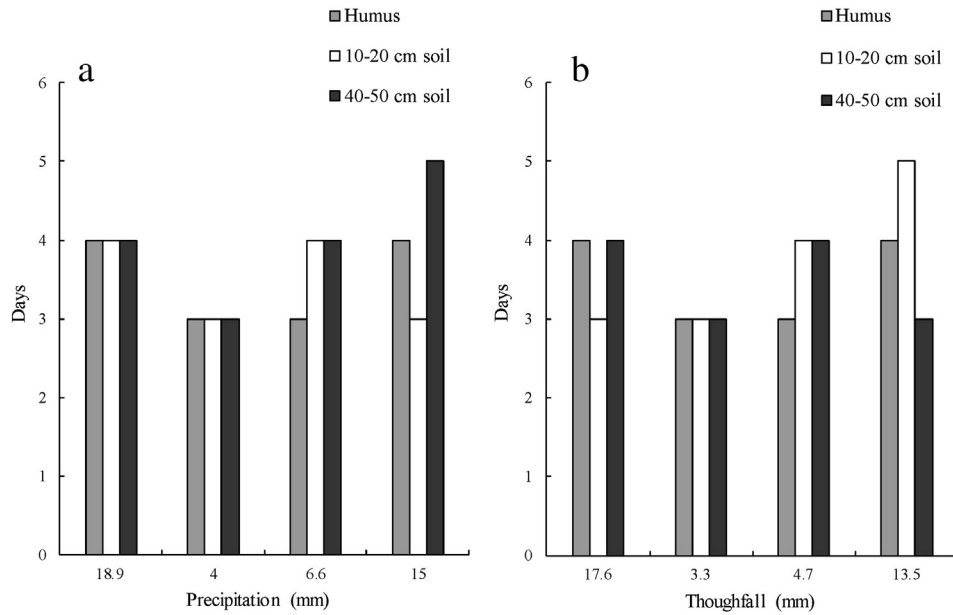 Humus
10-20 cm soil
40-50 cm soil
a
6
5
4
3
2
1
0
Days
18.9 4 6.6 15
Precipitation (mm)
Humus
10-20 cm soil
40-50 cm soil
b
6
5
4
3
2
1
0
Days
17.6 3.3 4.7 13.5
Thoughfall (mm)